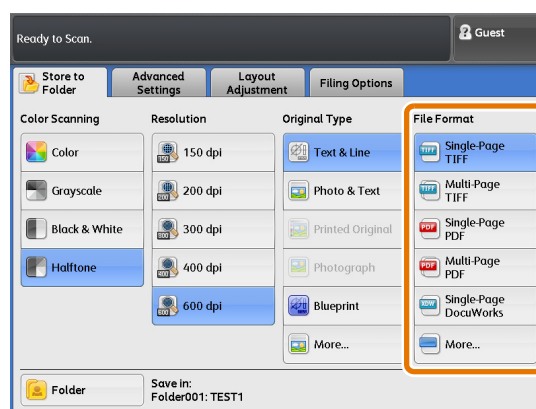 Ready to Scan.
Guest
Store to
Folder
Advanced
Settings
Layout
Adjustment
Filing Options
Color Scanning
Color
Grayscale
Black & White
Halftone
Resolution
150 dpi
200 dpi
300 dpi
400 dpi
600 dpi
Original Type
Text & Line
Photo & Text
Printed Original
Photograph
Blueprint
More...
File Format
Single-Page
TIFF
Multi-Page
TIFF
Single-Page
PDF
Multi-Page
PDF
Single-Page
DocuWorks
More...
Folder
Save in:
Folder001: TEST1